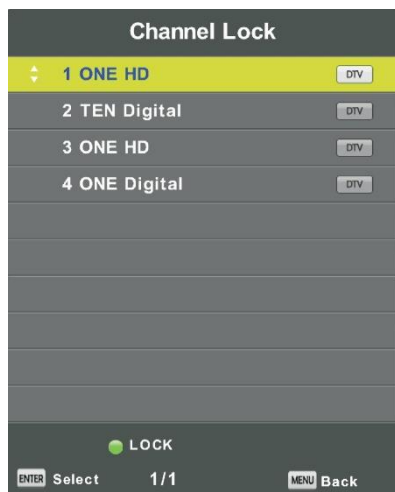 Channel Lock
1 ONE HD DTV
2 TEN Digital DTV
3 ONE HD DTV
4 ONE Digital DTV
LOCK
ENTER Select 1/1 MENU Back